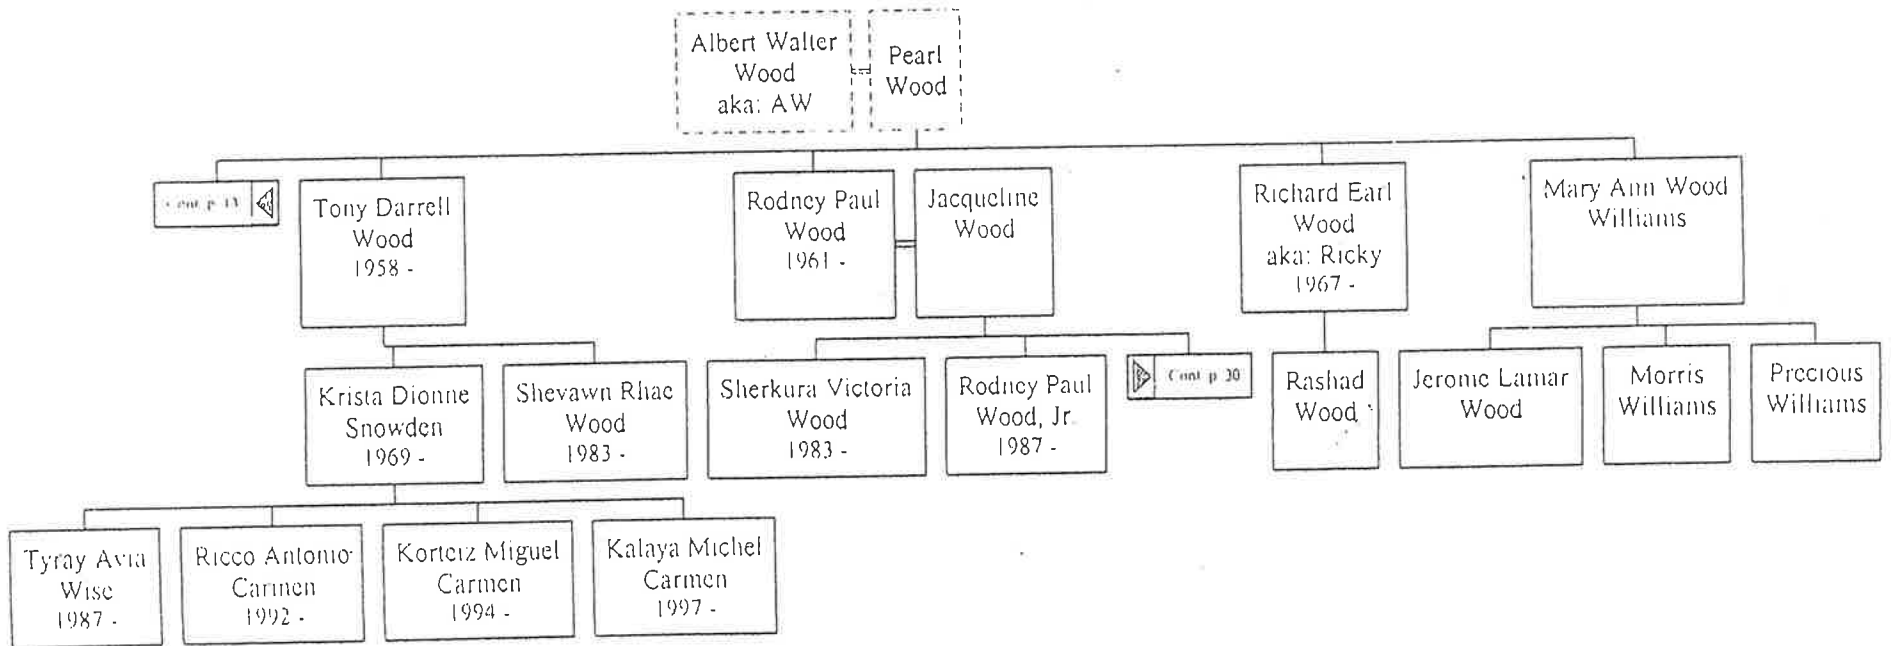 Albert Walter
Wood
aka: AW
Pearl
Wood
Cont. p.
Tony Darrell
Wood
1958 -
Rodney Paul
Wood
1961 -
Jacqueline
Wood
Richard Earl
Wood
aka: Ricky
1967 -
Mary Ann Wood
Williams
Krista Dionne
Snowden
1969 -
Shevawn Rhae
Wood
1983 -
Sherkura Victoria
Wood
1983 -
Rodney Paul
Wood, Jr.
1987 -
Cont. p. 30
Rashad
Wood
Jerome Lamar
Wood
Morris
Williams
Precious
Williams
Tyray Avia
Wise
1987 -
Ricco Antonio
Carmen
1992 -
Korteiz Miguel
Carmen
1994 -
Kalaya Michel
Carmen
1997 -